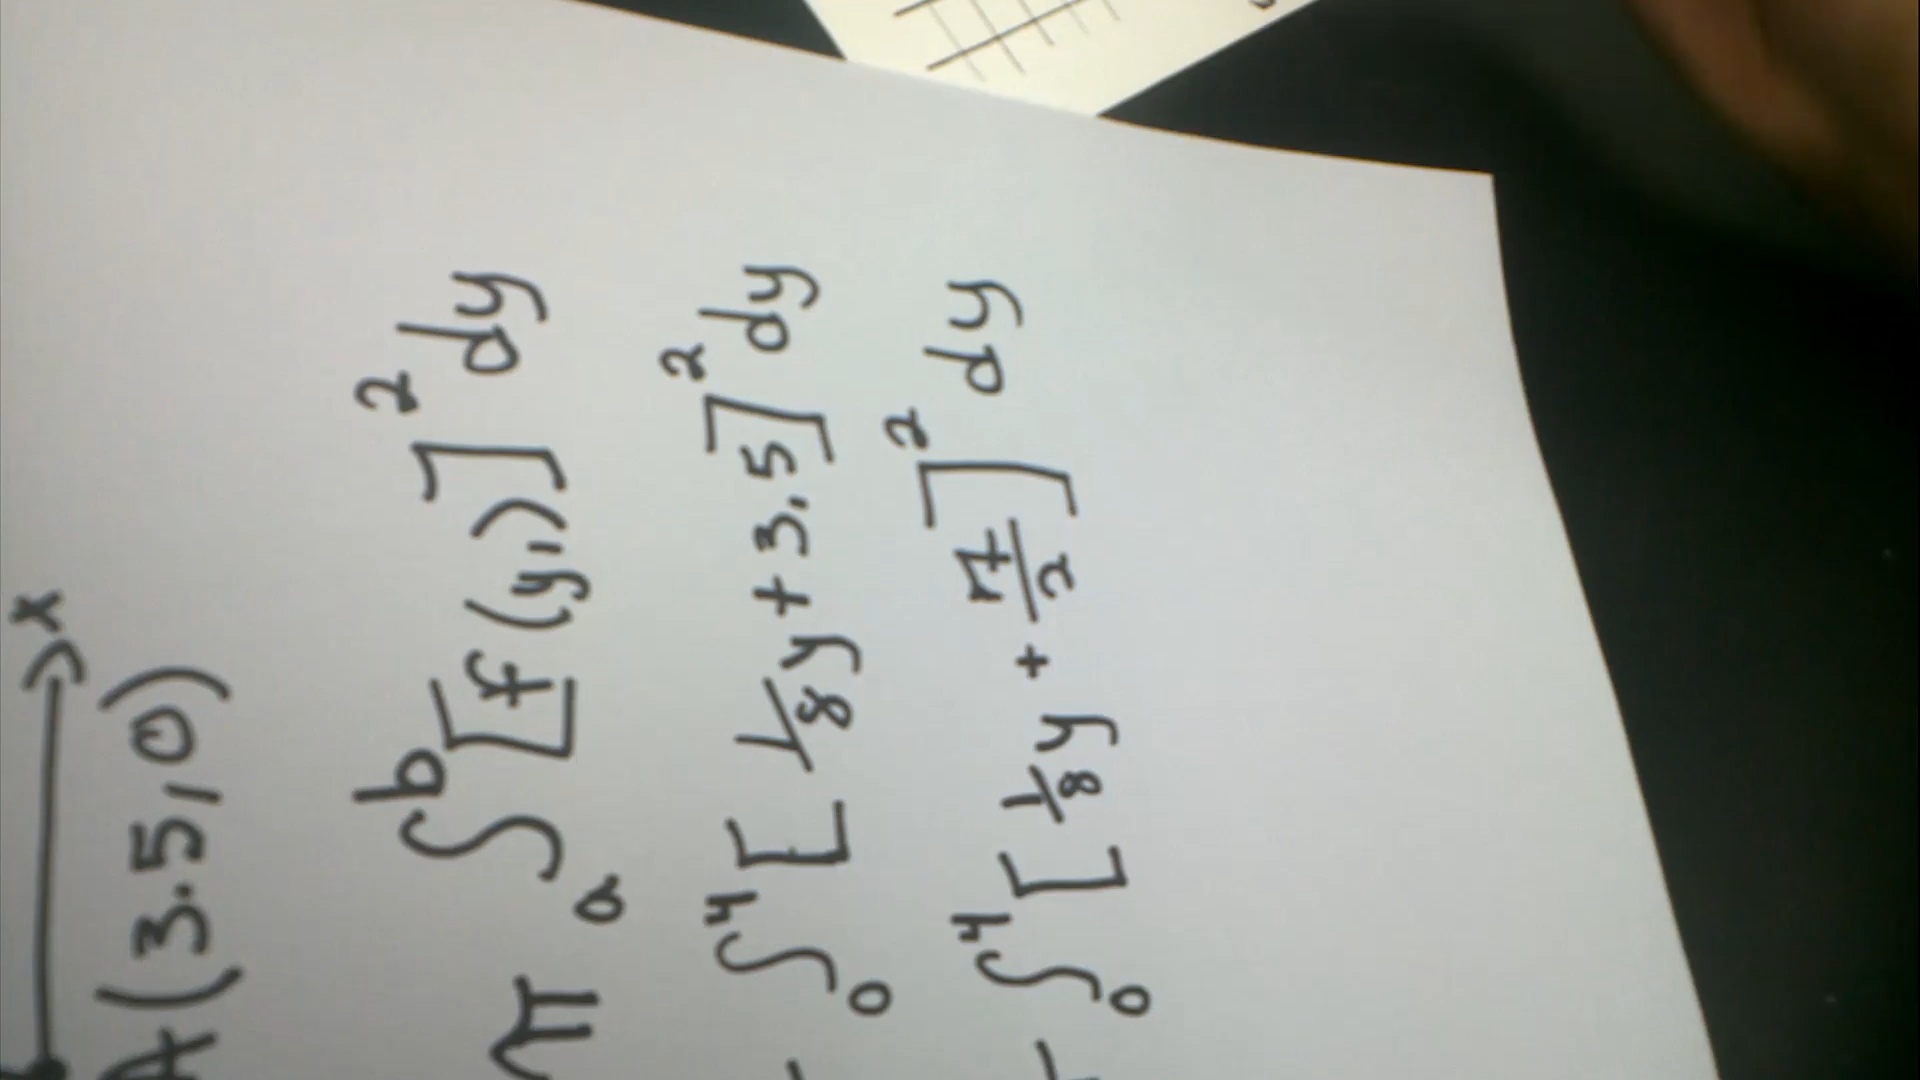 x
A(3.5,0)
π ∫_a^b [f(y)]² dy
∫_0^4 [1/8 y + 3.5]² dy
∫_0^4 [1/8 y + 7/2]² dy